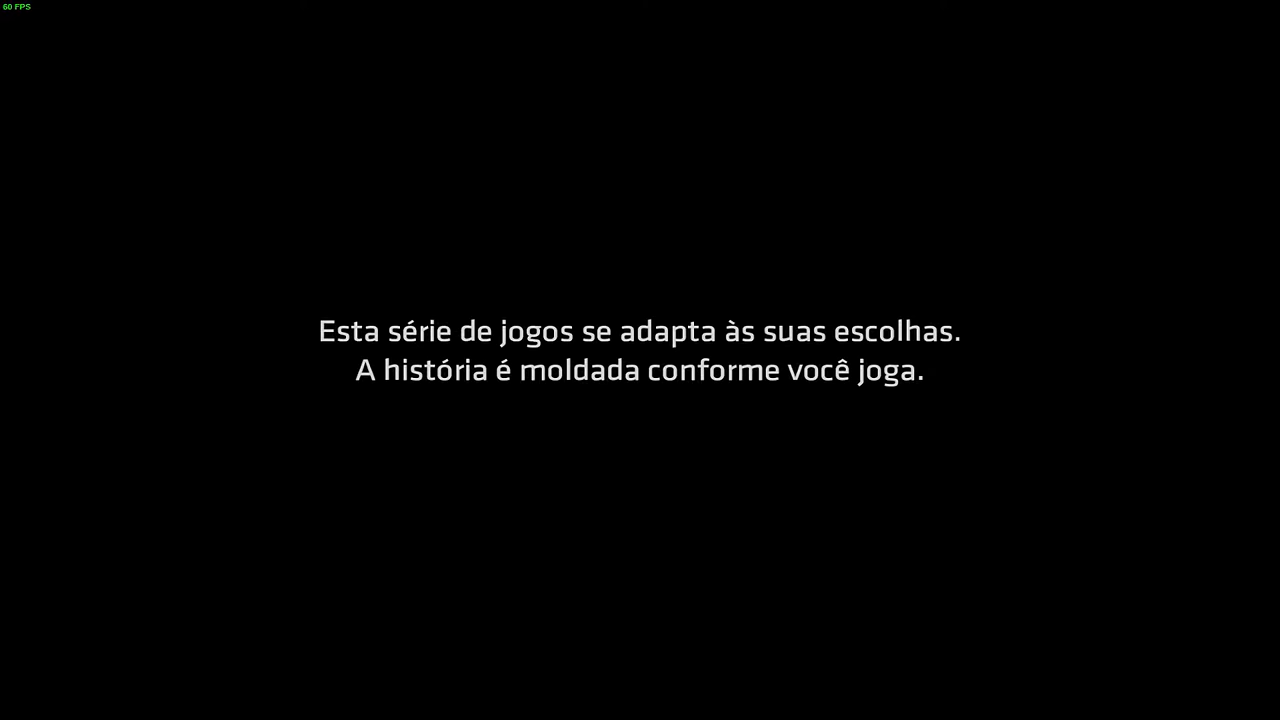 60 FPS
Esta série de jogos se adapta às suas escolhas.
A história é moldada conforme você joga.